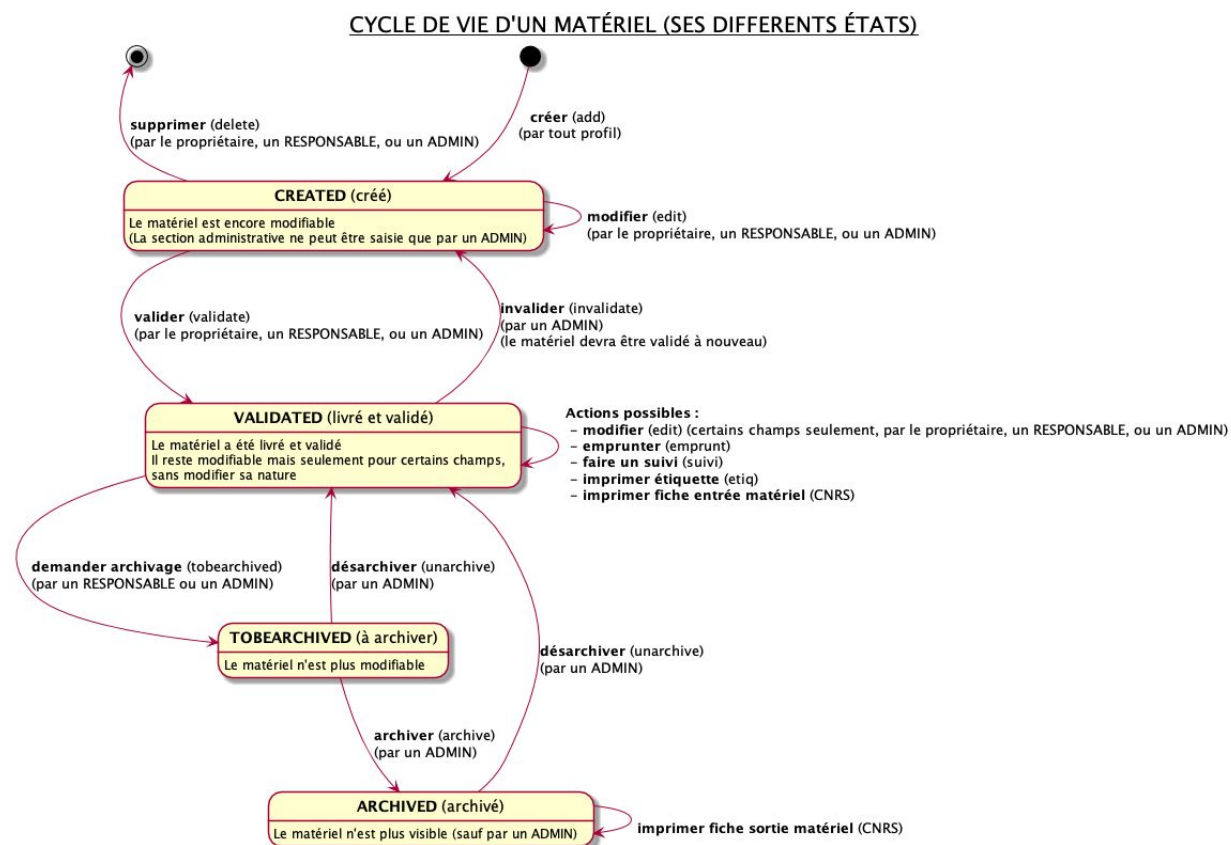 CYCLE DE VIE D'UN MATÉRIEL (SES DIFFERENTS ÉTATS)
supprimer (delete)
(par le propriétaire, un RESPONSABLE, ou un ADMIN)
créer (add)
(par tout profil)
CREATED (créé)
Le matériel est encore modifiable
(La section administrative ne peut être saisie que par un ADMIN)
modifier (edit)
(par le propriétaire, un RESPONSABLE, ou un ADMIN)
valider (validate)
(par le propriétaire, un RESPONSABLE, ou un ADMIN)
invalider (invalidate)
(par un ADMIN)
(le matériel devra être validé à nouveau)
VALIDATED (livré et validé)
Le matériel a été livré et validé
Il reste modifiable mais seulement pour certains champs,
sans modifier sa nature
Actions possibles :
- modifier (edit) (certains champs seulement, par le propriétaire, un RESPONSABLE, ou un ADMIN)
- emprunter (emprunt)
- faire un suivi (suivi)
- imprimer étiquette (etiq)
- imprimer fiche entrée matériel (CNRS)
demander archivage (tobearchived)
(par un RESPONSABLE ou un ADMIN)
désarchiver (unarchive)
(par un ADMIN)
TOBEARCHIVED (à archiver)
Le matériel n'est plus modifiable
désarchiver (unarchive)
(par un ADMIN)
archiver (archive)
(par un ADMIN)
ARCHIVED (archivé)
Le matériel n'est plus visible (sauf par un ADMIN)
imprimer fiche sortie matériel (CNRS)